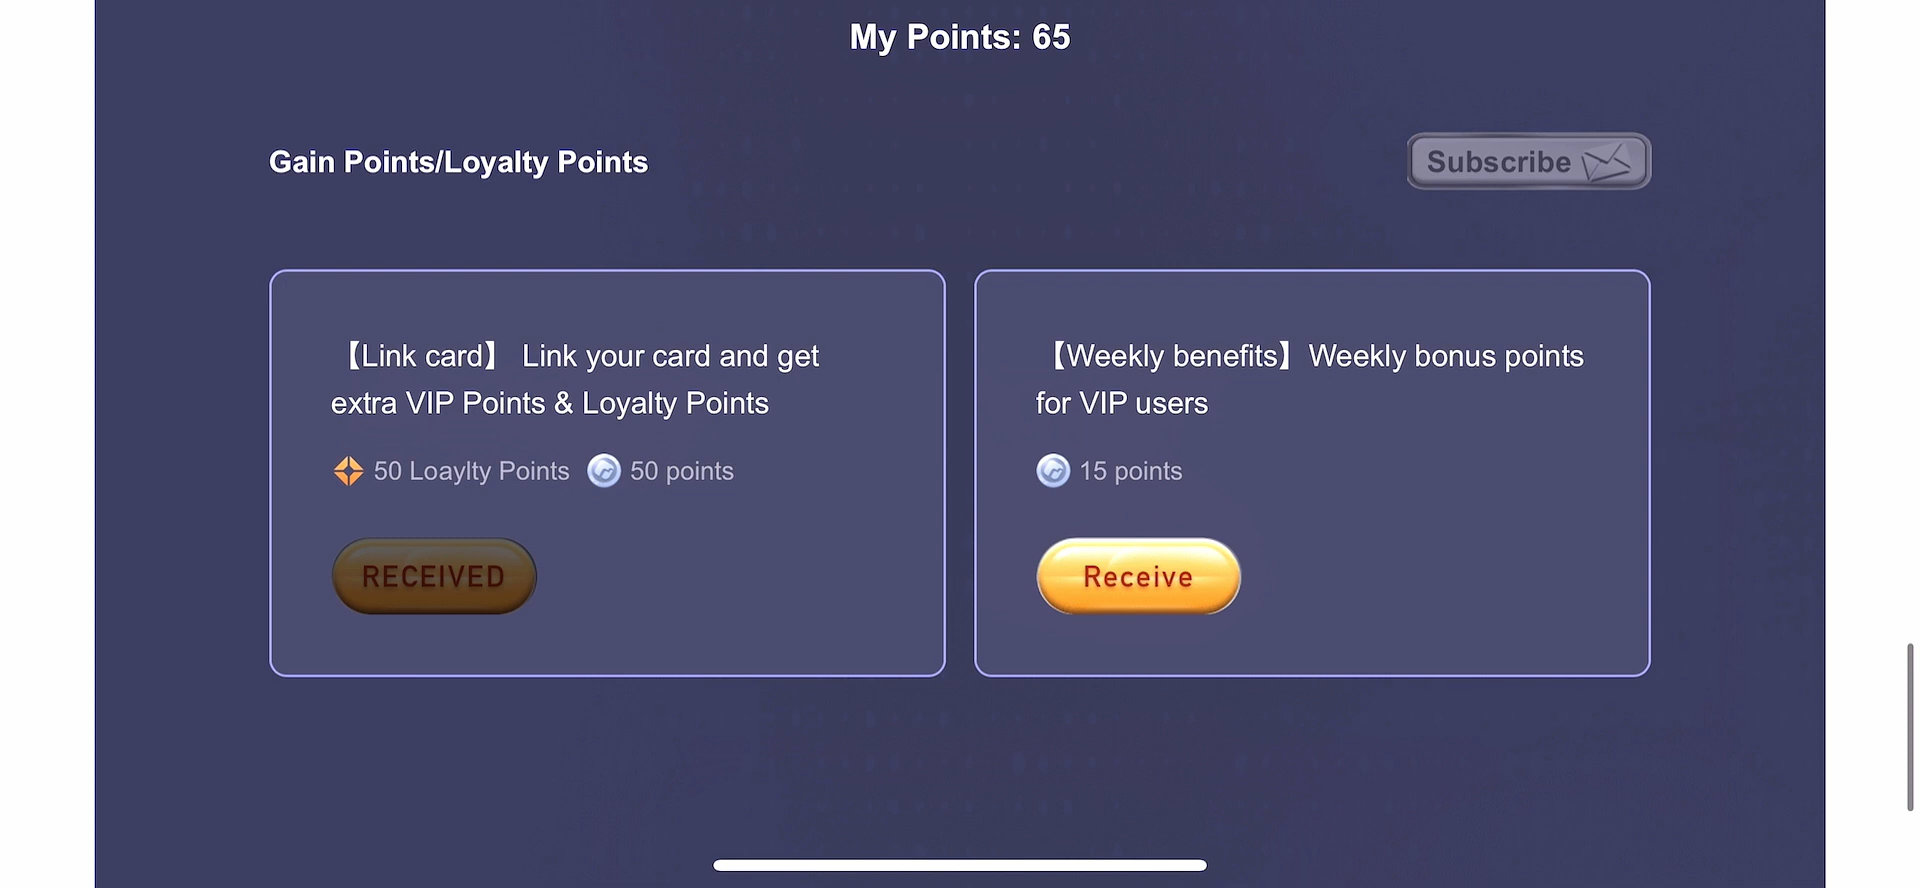 My Points: 65
Gain Points/Loyalty Points
Subscribe
【Link card】 Link your card and get
extra VIP Points & Loyalty Points
50 Loaylty Points 50 points
RECEIVED
【Weekly benefits】Weekly bonus points
for VIP users
15 points
Receive